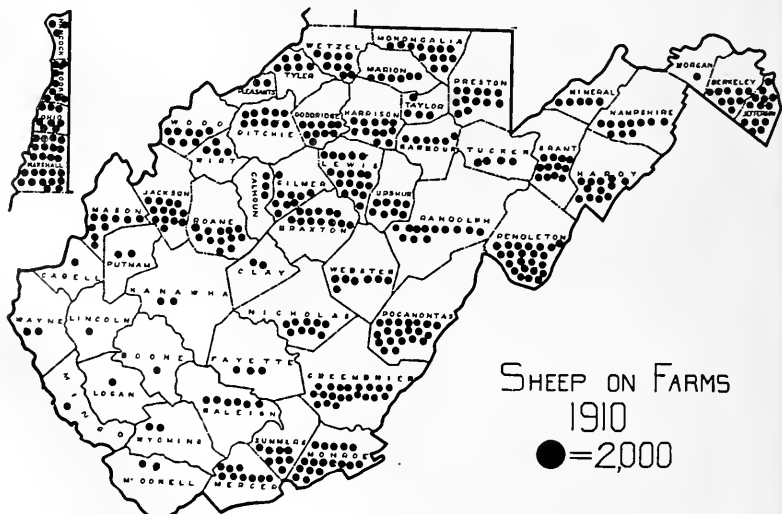 HANCOCK
BROOKE
OHIO
MARSHALL
MONONGALIA
WETZEL
MARION
TYLER
PRESTON
PLEASANTS
TAYLOR
MORGAN
BERKELEY
JEFFERSON
MINERAL
HAMPSHIRE
WOOD
RITCHIE
DODDRIDGE
HARRISON
BARBOUR
TUCKER
GRANT
HARDY
WIRT
LEWIS
JACKSON
CALHOUN
GILMER
UPSHUR
MASON
ROANE
BRAXTON
RANDOLPH
PENDLETON
CABELL
PUTNAM
CLAY
WEBSTER
KANAWHA
NICHOLAS
POCAHONTAS
WAYNE
LINCOLN
BOONE
FAYETTE
GREENBRIER
MINGO
LOGAN
RALEIGH
WYOMING
SUMMERS
MONROE
McDOWELL
MERCER
SHEEP ON FARMS
1910
=2,000